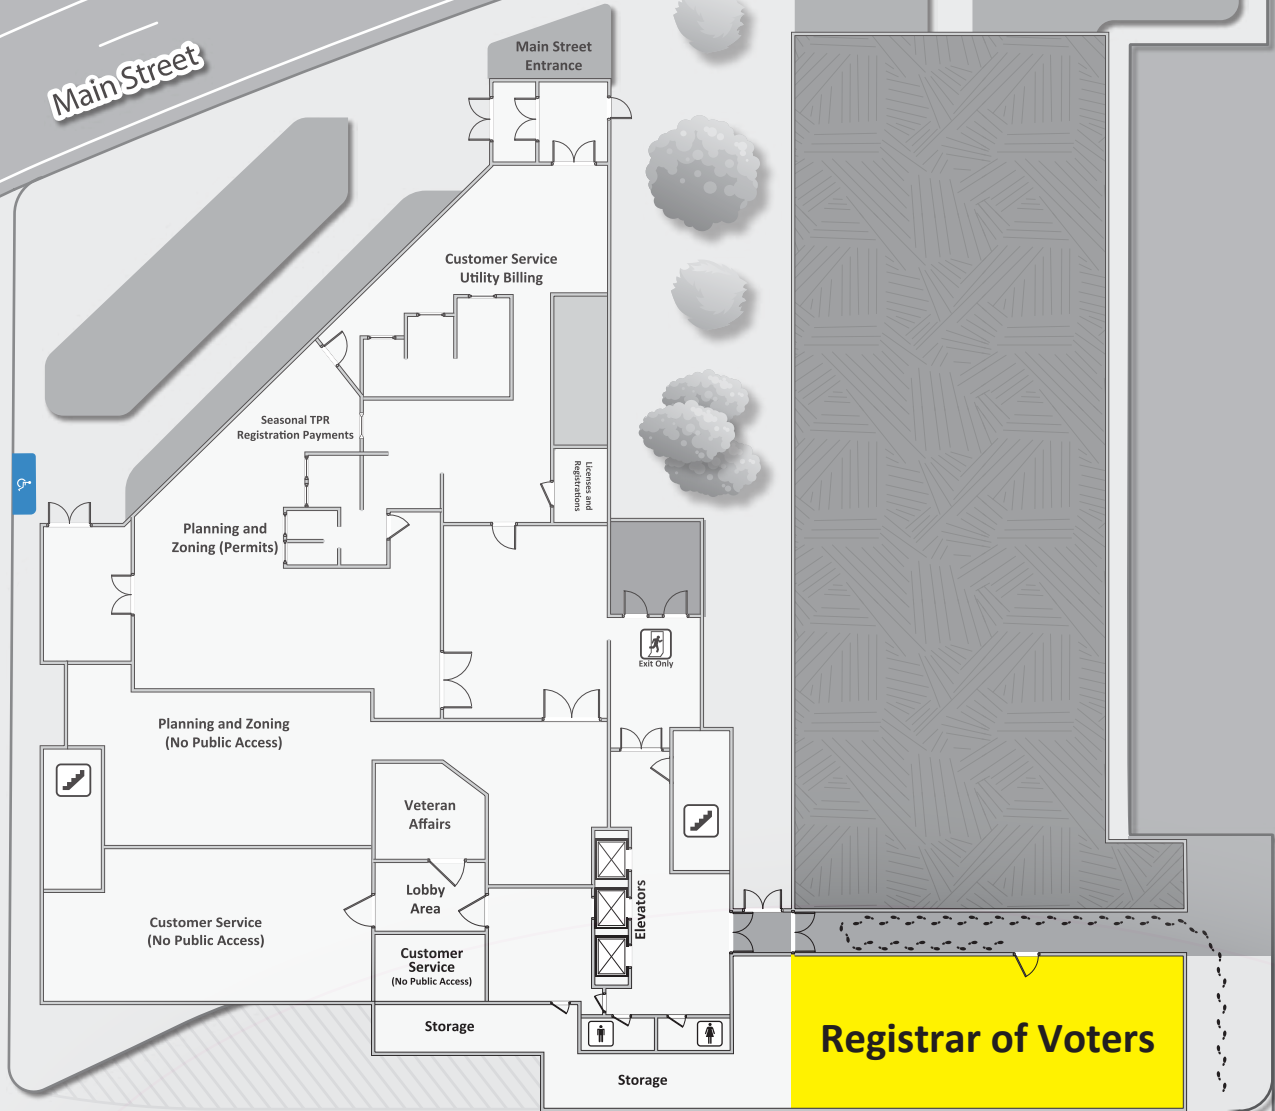 Main Street
Main Street
Entrance
Customer Service
Utility Billing
Seasonal TPR
Registration Payments
Licenses and
Registrations
Planning and
Zoning (Permits)
Exit Only
Planning and Zoning
(No Public Access)
Veteran
Affairs
Lobby
Area
Elevators
Customer Service
(No Public Access)
Customer
Service
(No Public Access)
Storage
Registrar of Voters
Storage